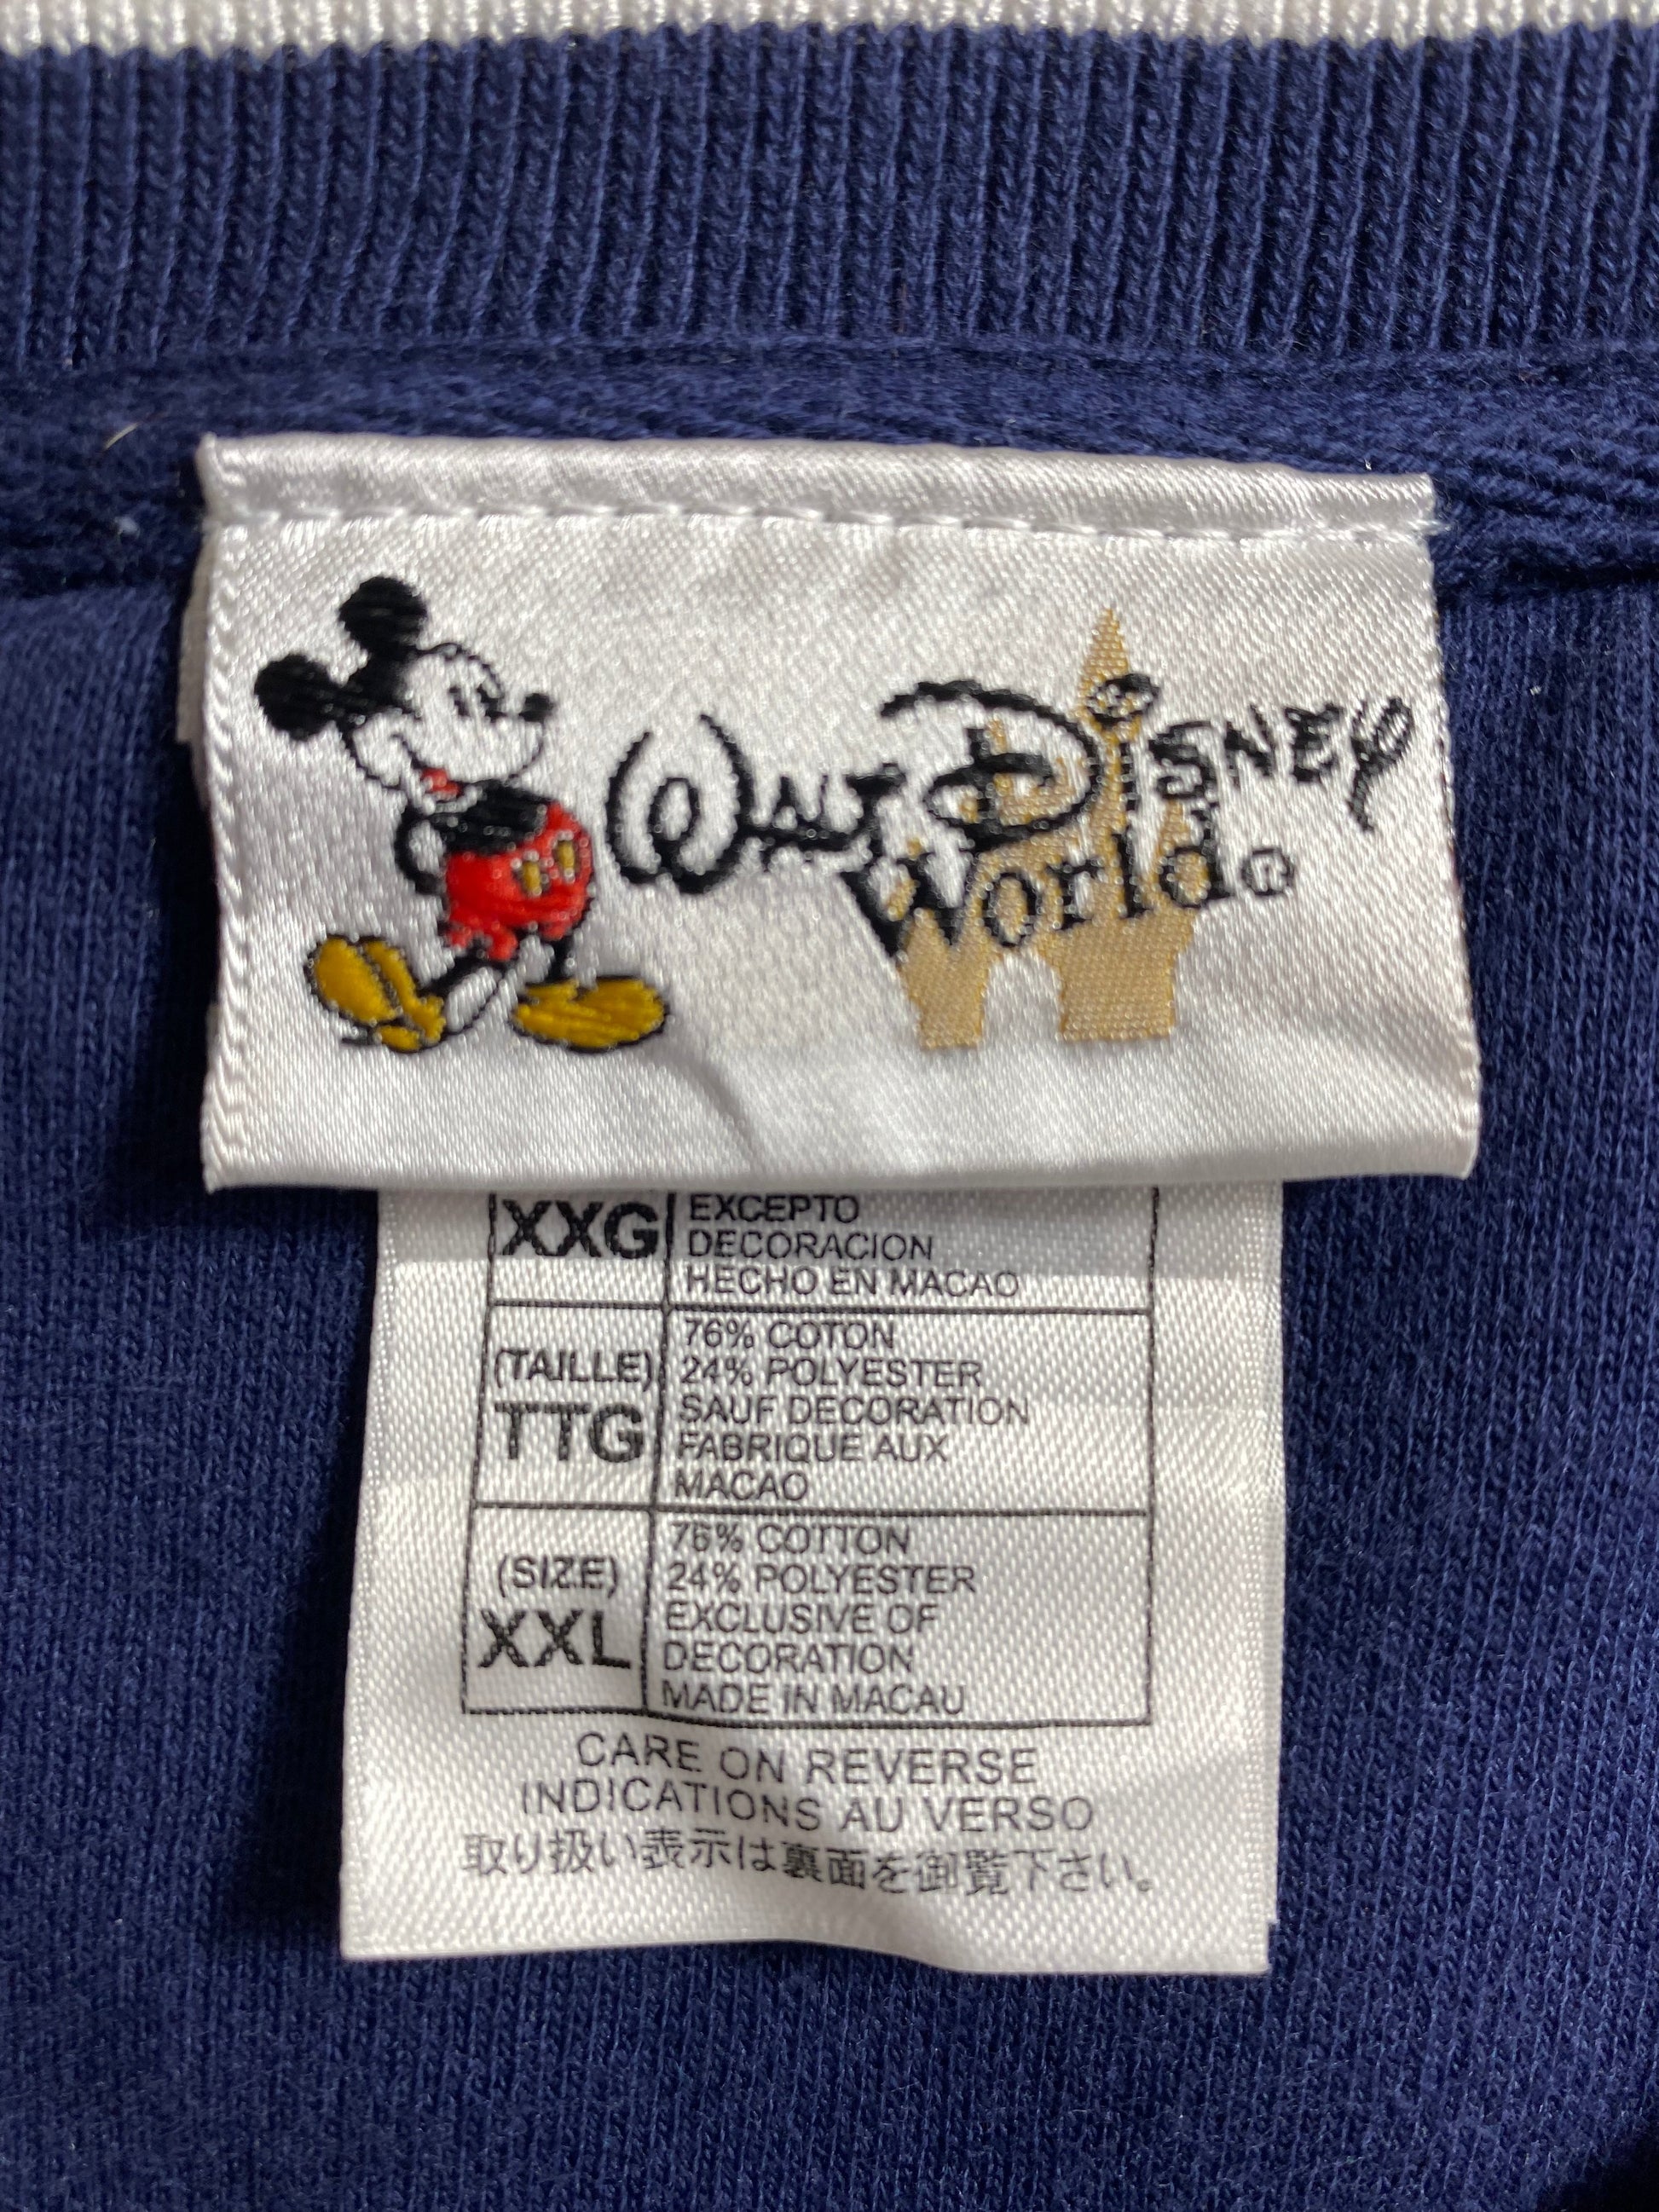 Walt Disney
World®
XXG
EXCEPTO
DECORACION
HECHO EN MACAO
(TAILLE)
TTG
76% COTON
24% POLYESTER
SAUF DECORATION
FABRIQUE AUX
MACAO
(SIZE)
XXL
76% COTTON
24% POLYESTER
EXCLUSIVE OF
DECORATION
MADE IN MACAU
CARE ON REVERSE
INDICATIONS AU VERSO
取り扱い表示は裏面を御覧下さい。